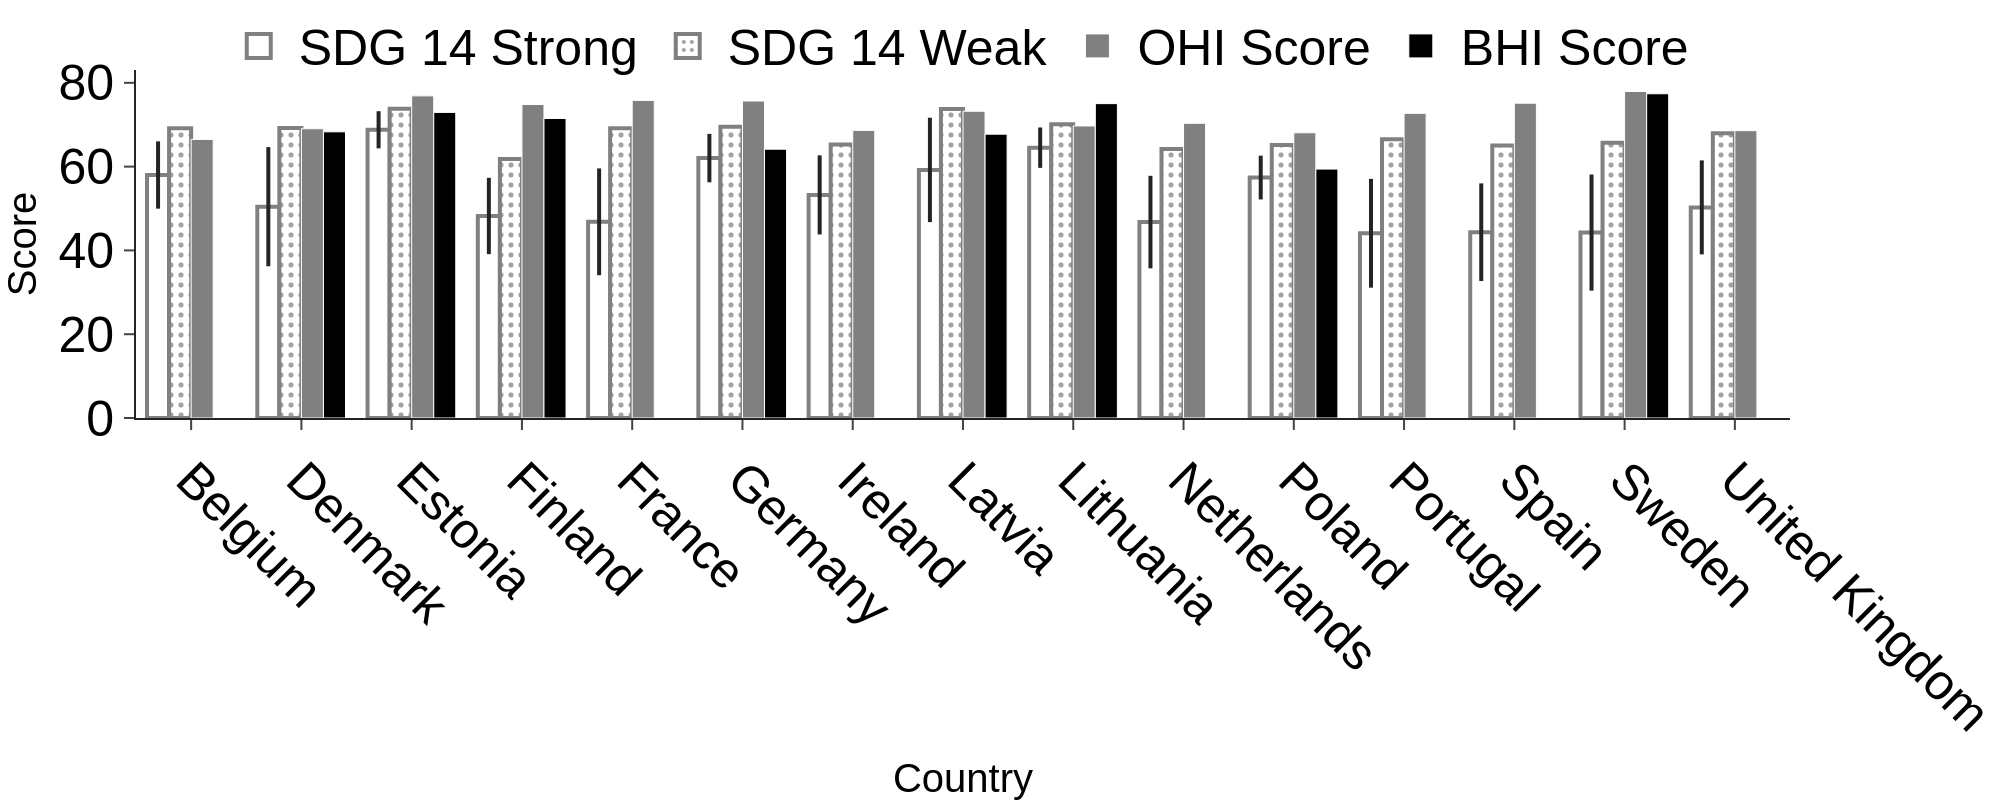 SDG 14 Strong SDG 14 Weak OHI Score BHI Score
80
60
40
20
0
Score
Belgium
Denmark
Estonia
Finland
France
Germany
Ireland
Latvia
Lithuania
Netherlands
Poland
Portugal
Spain
Sweden
United Kingdom
Country